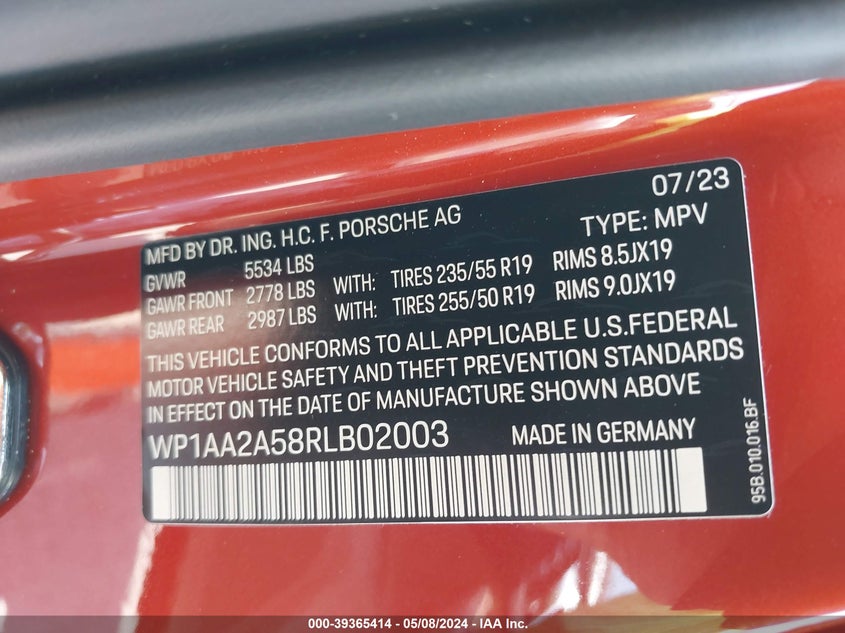 07/23
MFD BY DR. ING. H.C. F. PORSCHE AG TYPE: MPV
GVWR 5534 LBS
GAWR FRONT 2778 LBS WITH: TIRES 235/55 R19 RIMS 8.5JX19
GAWR REAR 2987 LBS WITH: TIRES 255/50 R19 RIMS 9.0JX19
THIS VEHICLE CONFORMS TO ALL APPLICABLE U.S.FEDERAL
MOTOR VEHICLE SAFETY AND THEFT PREVENTION STANDARDS
IN EFFECT ON THE DATE OF MANUFACTURE SHOWN ABOVE
WP1AA2A58RLB02003 MADE IN GERMANY
95B.010.016.BF
000-39365414 - 05/08/2024 - IAA Inc.